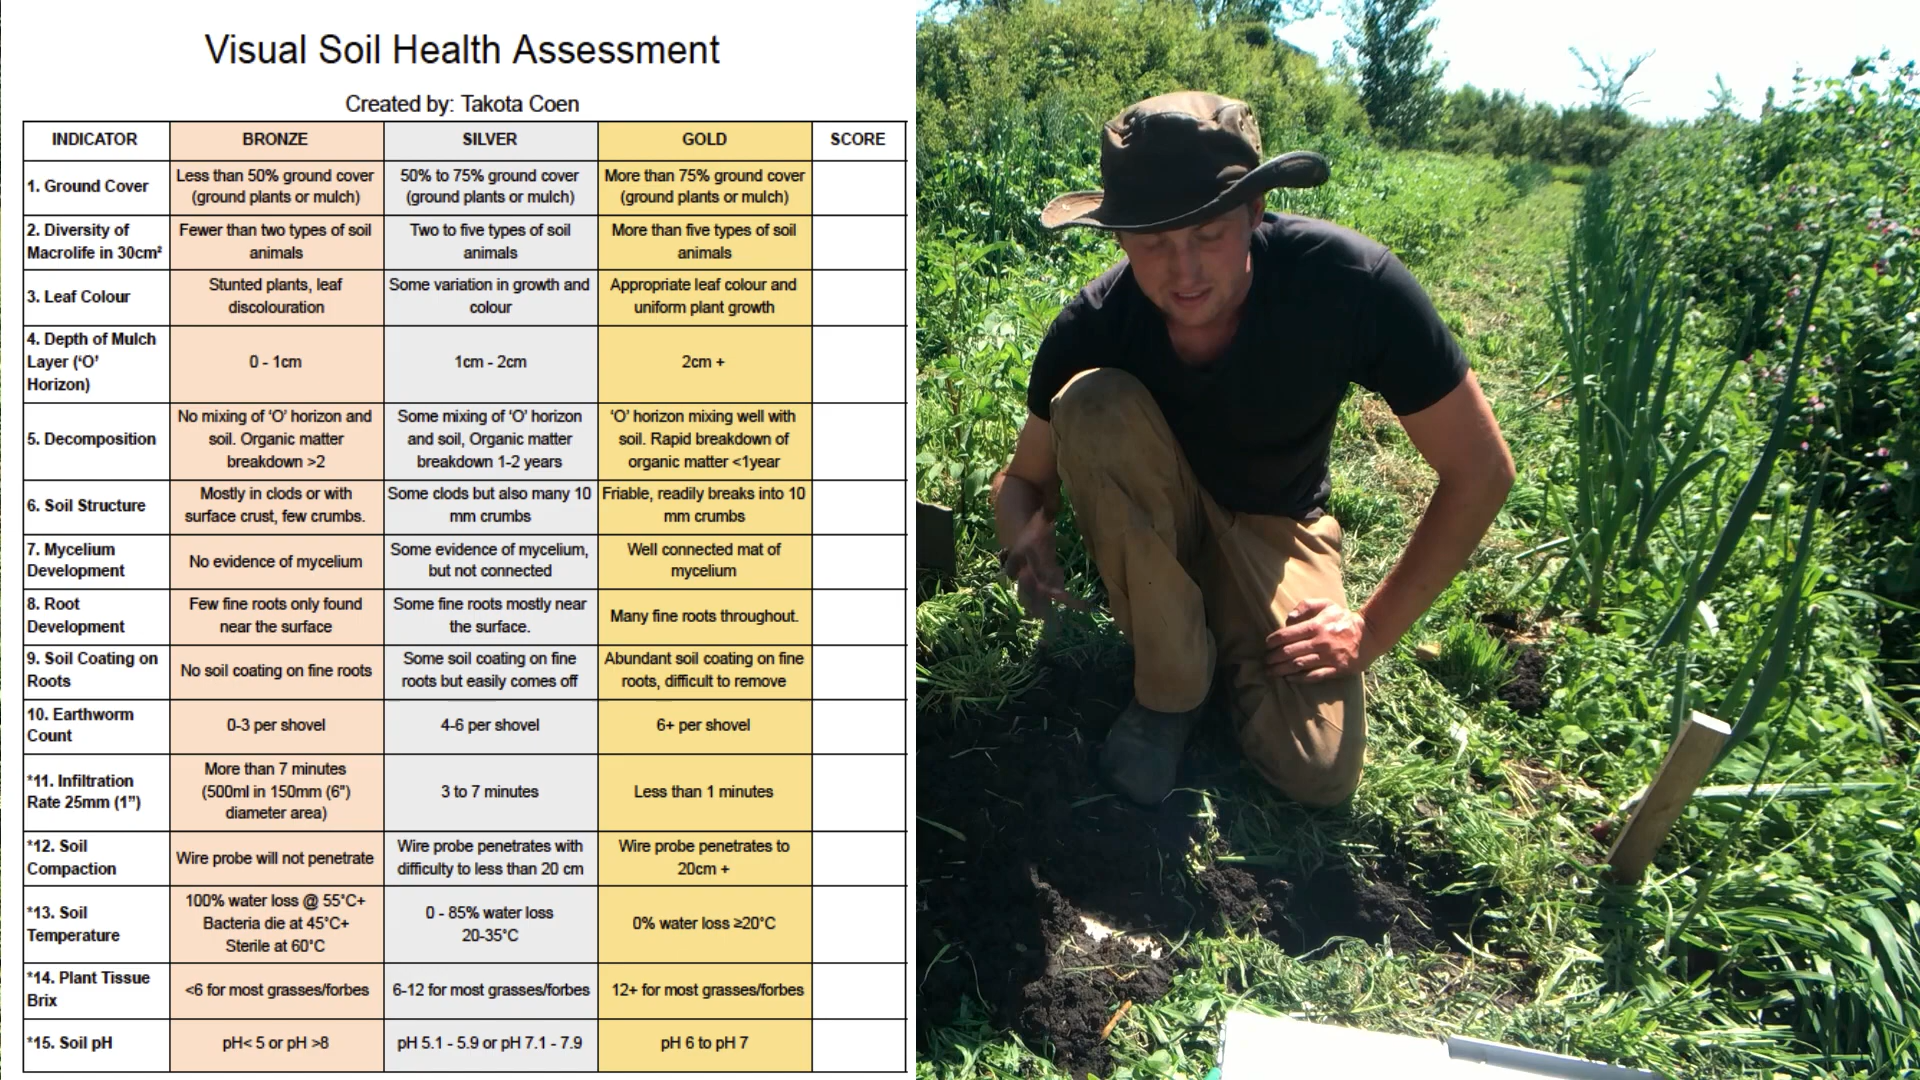 Visual Soil Health Assessment
Created by: Takota Coen
INDICATOR
BRONZE
SILVER
GOLD
SCORE
1. Ground Cover
Less than 50% ground cover
(ground plants or mulch)
50% to 75% ground cover
(ground plants or mulch)
More than 75% ground cover
(ground plants or mulch)
2. Diversity of
Macrolife in 30cm²
Fewer than two types of soil
animals
Two to five types of soil
animals
More than five types of soil
animals
3. Leaf Colour
Stunted plants, leaf
discolouration
Some variation in growth and
colour
Appropriate leaf colour and
uniform plant growth
4. Depth of Mulch
Layer (‘O’
Horizon)
0 - 1cm
1cm - 2cm
2cm +
5. Decomposition
No mixing of ‘O’ horizon and
soil. Organic matter
breakdown >2
Some mixing of ‘O’ horizon
and soil, Organic matter
breakdown 1-2 years
‘O’ horizon mixing well with
soil. Rapid breakdown of
organic matter <1year
6. Soil Structure
Mostly in clods or with
surface crust, few crumbs.
Some clods but also many 10
mm crumbs
Friable, readily breaks into 10
mm crumbs
7. Mycelium
Development
No evidence of mycelium
Some evidence of mycelium,
but not connected
Well connected mat of
mycelium
8. Root
Development
Few fine roots only found
near the surface
Some fine roots mostly near
the surface.
Many fine roots throughout.
9. Soil Coating on
Roots
No soil coating on fine roots
Some soil coating on fine
roots but easily comes off
Abundant soil coating on fine
roots, difficult to remove
10. Earthworm
Count
0-3 per shovel
4-6 per shovel
6+ per shovel
*11. Infiltration
Rate 25mm (1”)
More than 7 minutes
(500ml in 150mm (6")
diameter area)
3 to 7 minutes
Less than 1 minutes
*12. Soil
Compaction
Wire probe will not penetrate
Wire probe penetrates with
difficulty to less than 20 cm
Wire probe penetrates to
20cm +
*13. Soil
Temperature
100% water loss @ 55°C+
Bacteria die at 45°C+
Sterile at 60°C
0 - 85% water loss
20-35°C
0% water loss ≥20°C
*14. Plant Tissue
Brix
<6 for most grasses/forbes
6-12 for most grasses/forbes
12+ for most grasses/forbes
*15. Soil pH
pH< 5 or pH >8
pH 5.1 - 5.9 or pH 7.1 - 7.9
pH 6 to pH 7